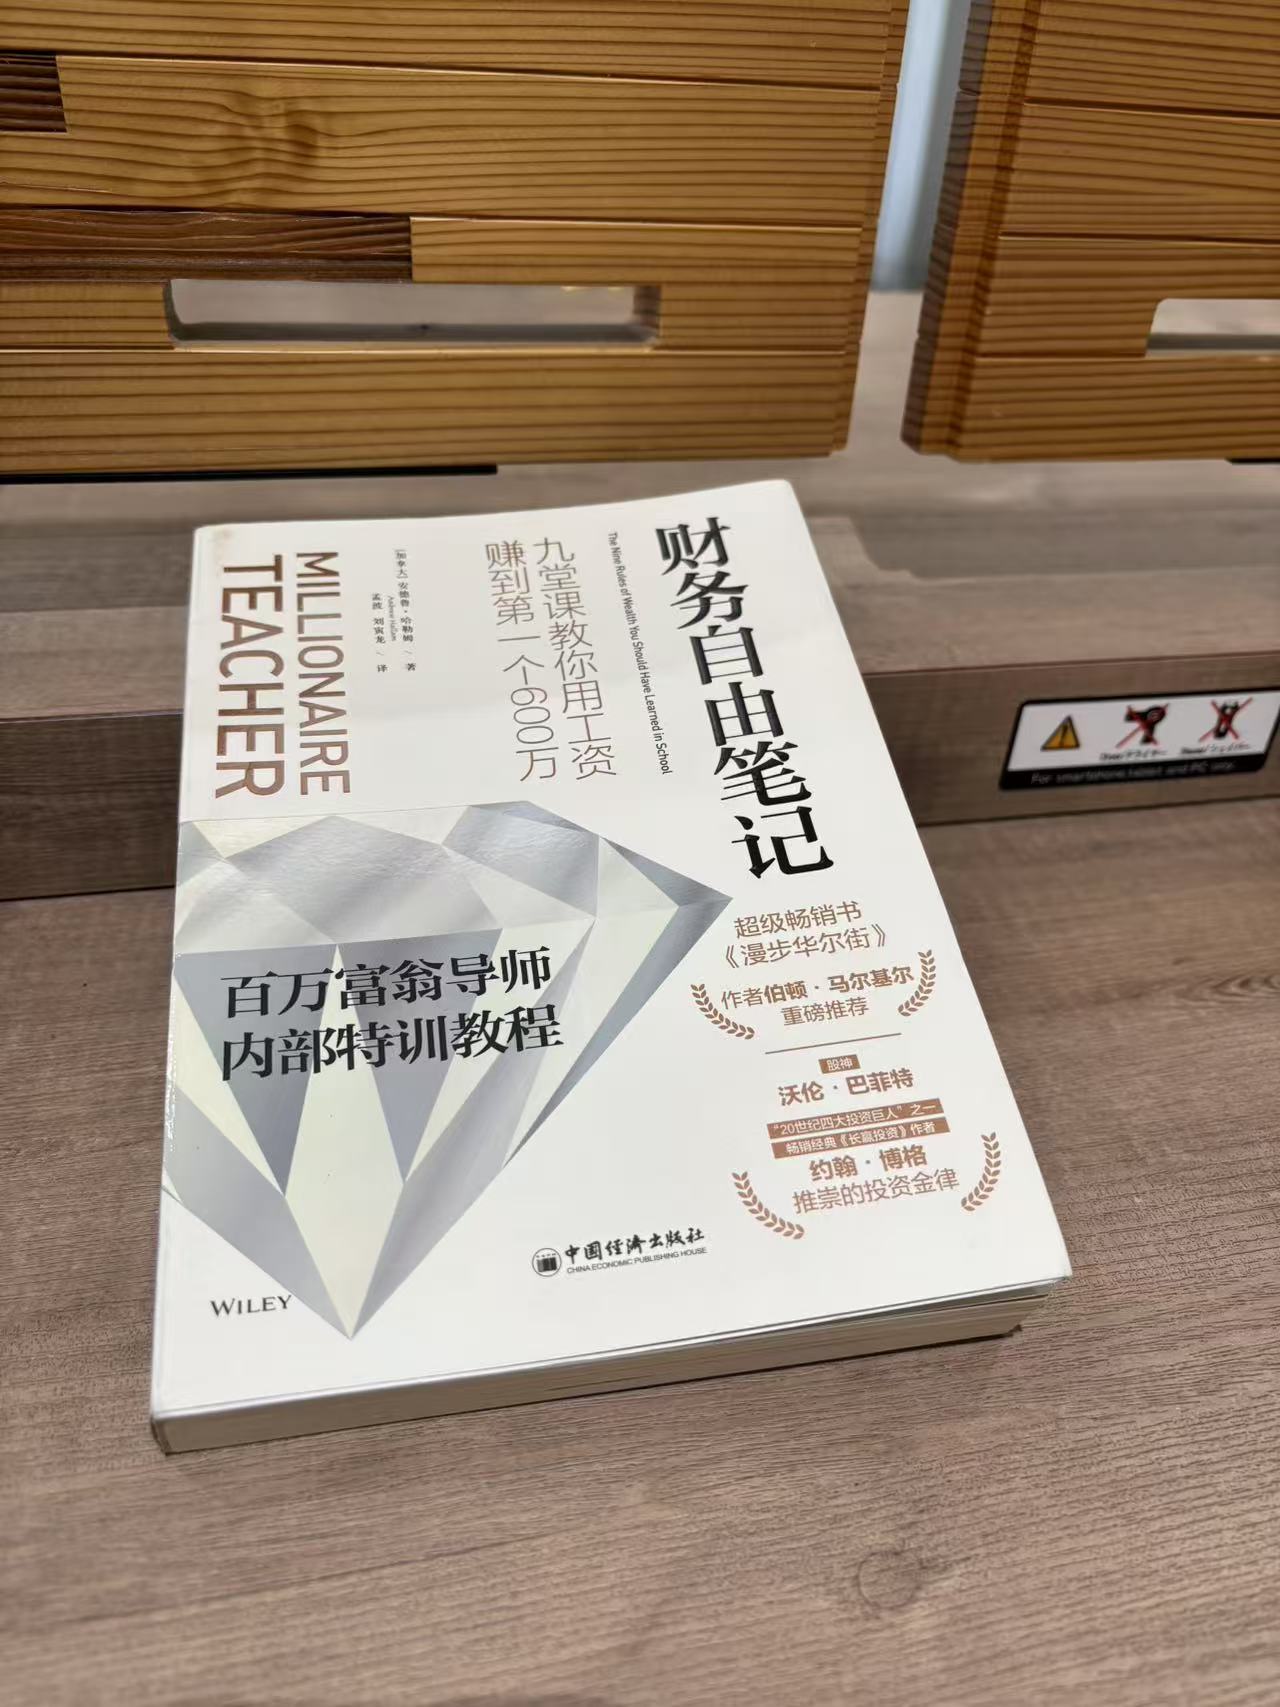 财务自由笔记
The Nine Rules of Wealth You Should Have Learned in School
九堂课教你用工资
赚到第一个600万
[加拿大] 安德鲁·哈勒姆 \ 著
Andrew Hallam
孟波 刘寅龙 \ 译
MILLIONAIRE
TEACHER
百万富翁导师
内部特训教程
超级畅销书
《漫步华尔街》
作者伯顿·马尔基尔
重磅推荐
股神
沃伦·巴菲特
“20世纪四大投资巨人”之一
畅销经典《长赢投资》作者
约翰·博格
推崇的投资金律
中国经济出版社
CHINA ECONOMIC PUBLISHING HOUSE
WILEY
For smartphone, tablet and PC only.